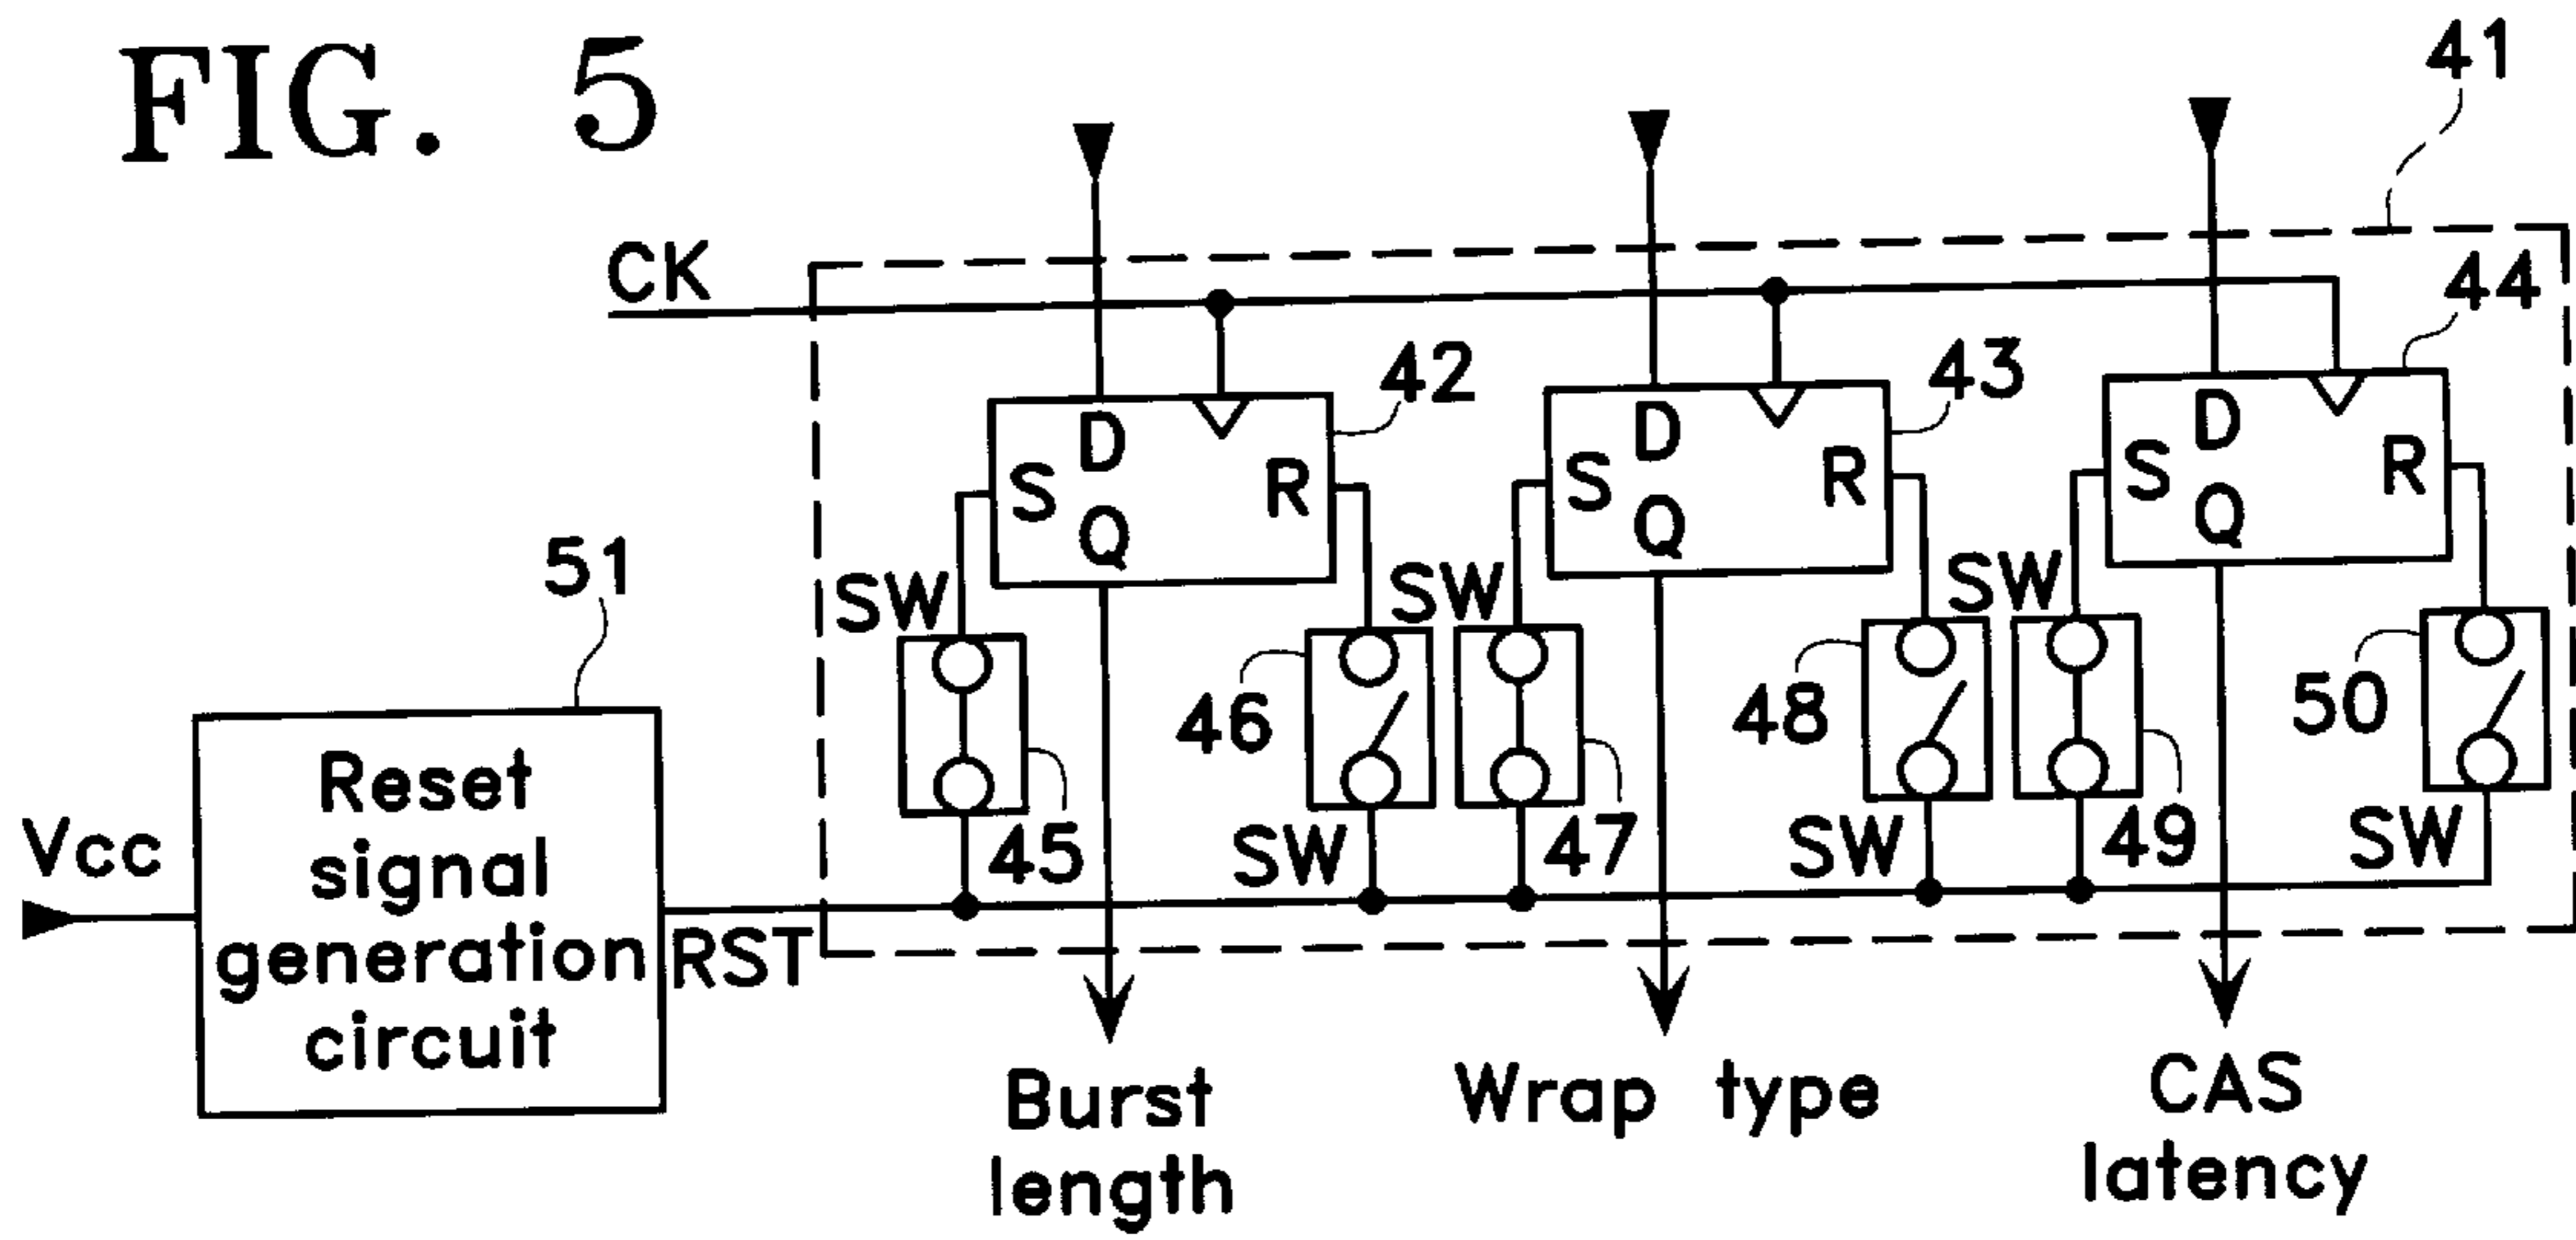 FIG. 5
41
CK
44
42
43
D
R
S
Q
D
R
S
Q
D
R
S
Q
51
SW
SW
SW
46
48
50
Vcc
Reset
signal
generation
circuit
45
SW
47
SW
49
SW
RST
Burst
length
Wrap type
CAS
latency